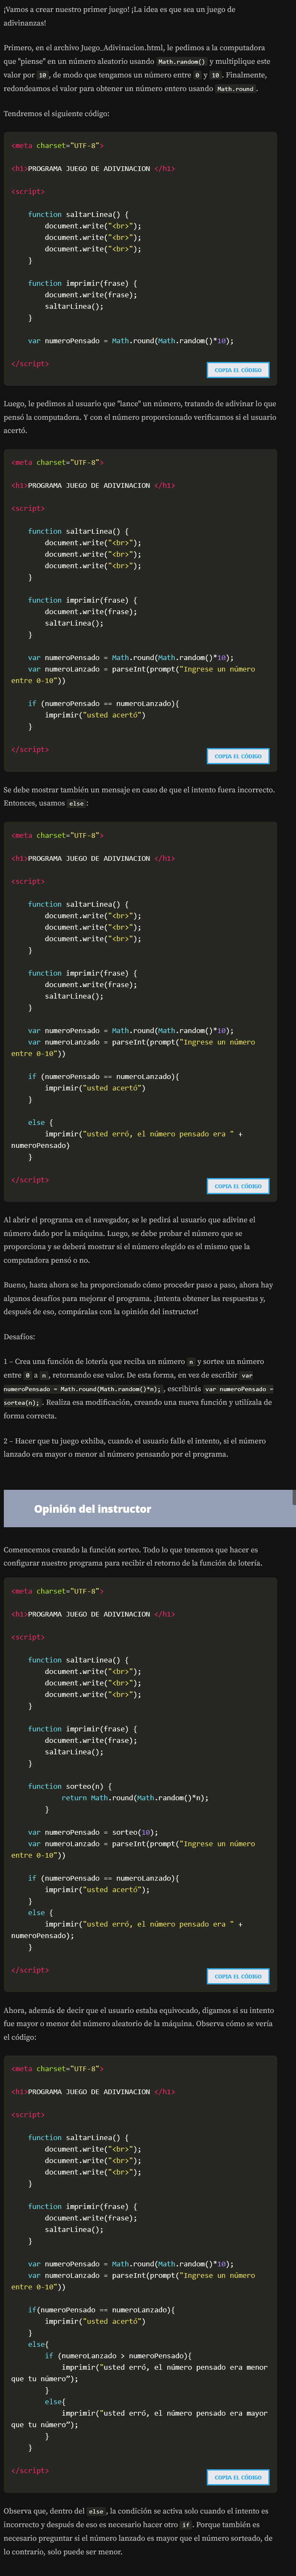 ¡Vamos a crear nuestro primer juego! ¡La idea es que sea un juego de
adivinanzas!
Primero, en el archivo Juego_Adivinacion.html, le pedimos a la computadora
que "piense" en un número aleatorio usando Math.random() y multiplique este
valor por 10, de modo que tengamos un número entre 0 y 10. Finalmente,
redondeamos el valor para obtener un número entero usando Math.round.
Tendremos el siguiente código:
<meta charset="UTF-8">
<h1>PROGRAMA JUEGO DE ADIVINACION </h1>
<script>
function saltarLinea() {
document.write("<br>");
document.write("<br>");
document.write("<br>");
}
function imprimir(frase) {
document.write(frase);
saltarLinea();
}
var numeroPensado = Math.round(Math.random()*10);
</script>
COPIA EL CÓDIGO
Luego, le pedimos al usuario que "lance" un número, tratando de adivinar lo que
pensó la computadora. Y con el número proporcionado verificamos si el usuario
acertó.
<meta charset="UTF-8">
<h1>PROGRAMA JUEGO DE ADIVINACION </h1>
<script>
function saltarLinea() {
document.write("<br>");
document.write("<br>");
document.write("<br>");
}
function imprimir(frase) {
document.write(frase);
saltarLinea();
}
var numeroPensado = Math.round(Math.random()*10);
var numeroLanzado = parseInt(prompt("Ingrese un número
entre 0-10"))
if (numeroPensado == numeroLanzado){
imprimir("usted acertó")
}
</script>
COPIA EL CÓDIGO
Se debe mostrar también un mensaje en caso de que el intento fuera incorrecto.
Entonces, usamos else:
<meta charset="UTF-8">
<h1>PROGRAMA JUEGO DE ADIVINACION </h1>
<script>
function saltarLinea() {
document.write("<br>");
document.write("<br>");
document.write("<br>");
}
function imprimir(frase) {
document.write(frase);
saltarLinea();
}
var numeroPensado = Math.round(Math.random()*10);
var numeroLanzado = parseInt(prompt("Ingrese un número
entre 0-10"))
if (numeroPensado == numeroLanzado){
imprimir("usted acertó")
}
else {
imprimir("usted erró, el número pensado era " +
numeroPensado)
}
</script>
COPIA EL CÓDIGO
Al abrir el programa en el navegador, se le pedirá al usuario que adivine el
número dado por la máquina. Luego, se debe probar el número que se
proporciona y se deberá mostrar si el número elegido es el mismo que la
computadora pensó o no.
Bueno, hasta ahora se ha proporcionado cómo proceder paso a paso, ahora hay
algunos desafíos para mejorar el programa. ¡Intenta obtener las respuestas y,
después de eso, compáralas con la opinión del instructor!
Desafíos:
1 – Crea una función de lotería que reciba un número n y sortee un número
entre 0 a n, retornando ese valor. De esta forma, en vez de escribir var
numeroPensado = Math.round(Math.random()*n);, escribirás var numeroPensado =
sortea(n);. Realiza esa modificación, creando una nueva función y utilízala de
forma correcta.
2 – Hacer que tu juego exhiba, cuando el usuario falle el intento, si el número
lanzado era mayor o menor al número pensando por el programa.
Opinión del instructor
Comencemos creando la función sorteo. Todo lo que tenemos que hacer es
configurar nuestro programa para recibir el retorno de la función de lotería.
<meta charset="UTF-8">
<h1>PROGRAMA JUEGO DE ADIVINACION </h1>
<script>
function saltarLinea() {
document.write("<br>");
document.write("<br>");
document.write("<br>");
}
function imprimir(frase) {
document.write(frase);
saltarLinea();
}
function sorteo(n) {
return Math.round(Math.random()*n);
}
var numeroPensado = sorteo(10);
var numeroLanzado = parseInt(prompt("Ingrese un número
entre 0-10"))
if (numeroPensado == numeroLanzado){
imprimir("usted acertó");
}
else {
imprimir("usted erró, el número pensado era " +
numeroPensado);
}
</script>
COPIA EL CÓDIGO
Ahora, además de decir que el usuario estaba equivocado, digamos si su intento
fue mayor o menor del número aleatorio de la máquina. Observa cómo se vería
el código:
<meta charset="UTF-8">
<h1>PROGRAMA JUEGO DE ADIVINACION </h1>
<script>
function saltarLinea() {
document.write("<br>");
document.write("<br>");
document.write("<br>");
}
function imprimir(frase) {
document.write(frase);
saltarLinea();
}
var numeroPensado = Math.round(Math.random()*10);
var numeroLanzado = parseInt(prompt("Ingrese un número
entre 0-10"))
if(numeroPensado == numeroLanzado){
imprimir("usted acertó")
}
else{
if (numeroLanzado > numeroPensado){
imprimir("usted erró, el número pensado era menor
que tu número”);
}
else{
imprimir("usted erró, el número pensado era mayor
que tu número”);
}
}
</script>
COPIA EL CÓDIGO
Observa que, dentro del else, la condición se activa solo cuando el intento es
incorrecto y después de eso es necesario hacer otro if. Porque también es
necesario preguntar si el número lanzado es mayor que el número sorteado, de
lo contrario, solo puede ser menor.